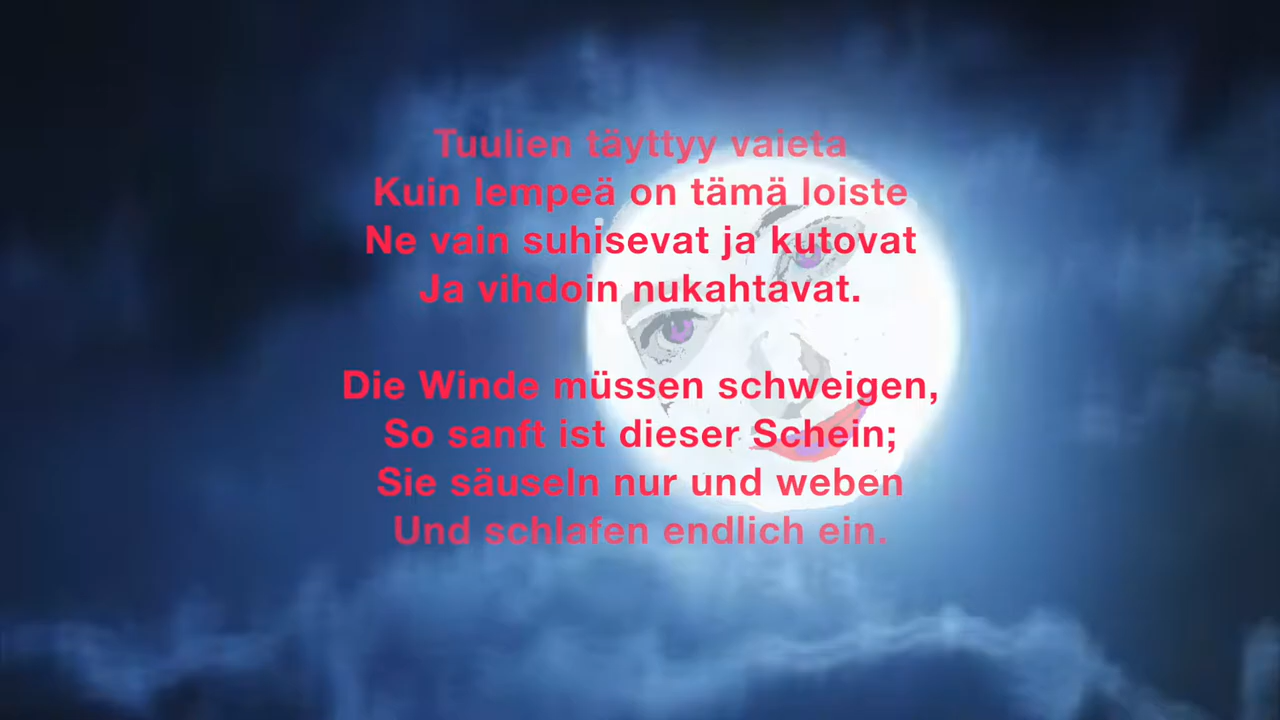 Tuulien täyttyy vaieta
Kuin lempeä on tämä loiste
Ne vain suhisevat ja kutovat
Ja vihdoin nukahtavat.
Die Winde müssen schweigen,
So sanft ist dieser Schein;
Sie säuseln nur und weben
Und schlafen endlich ein.